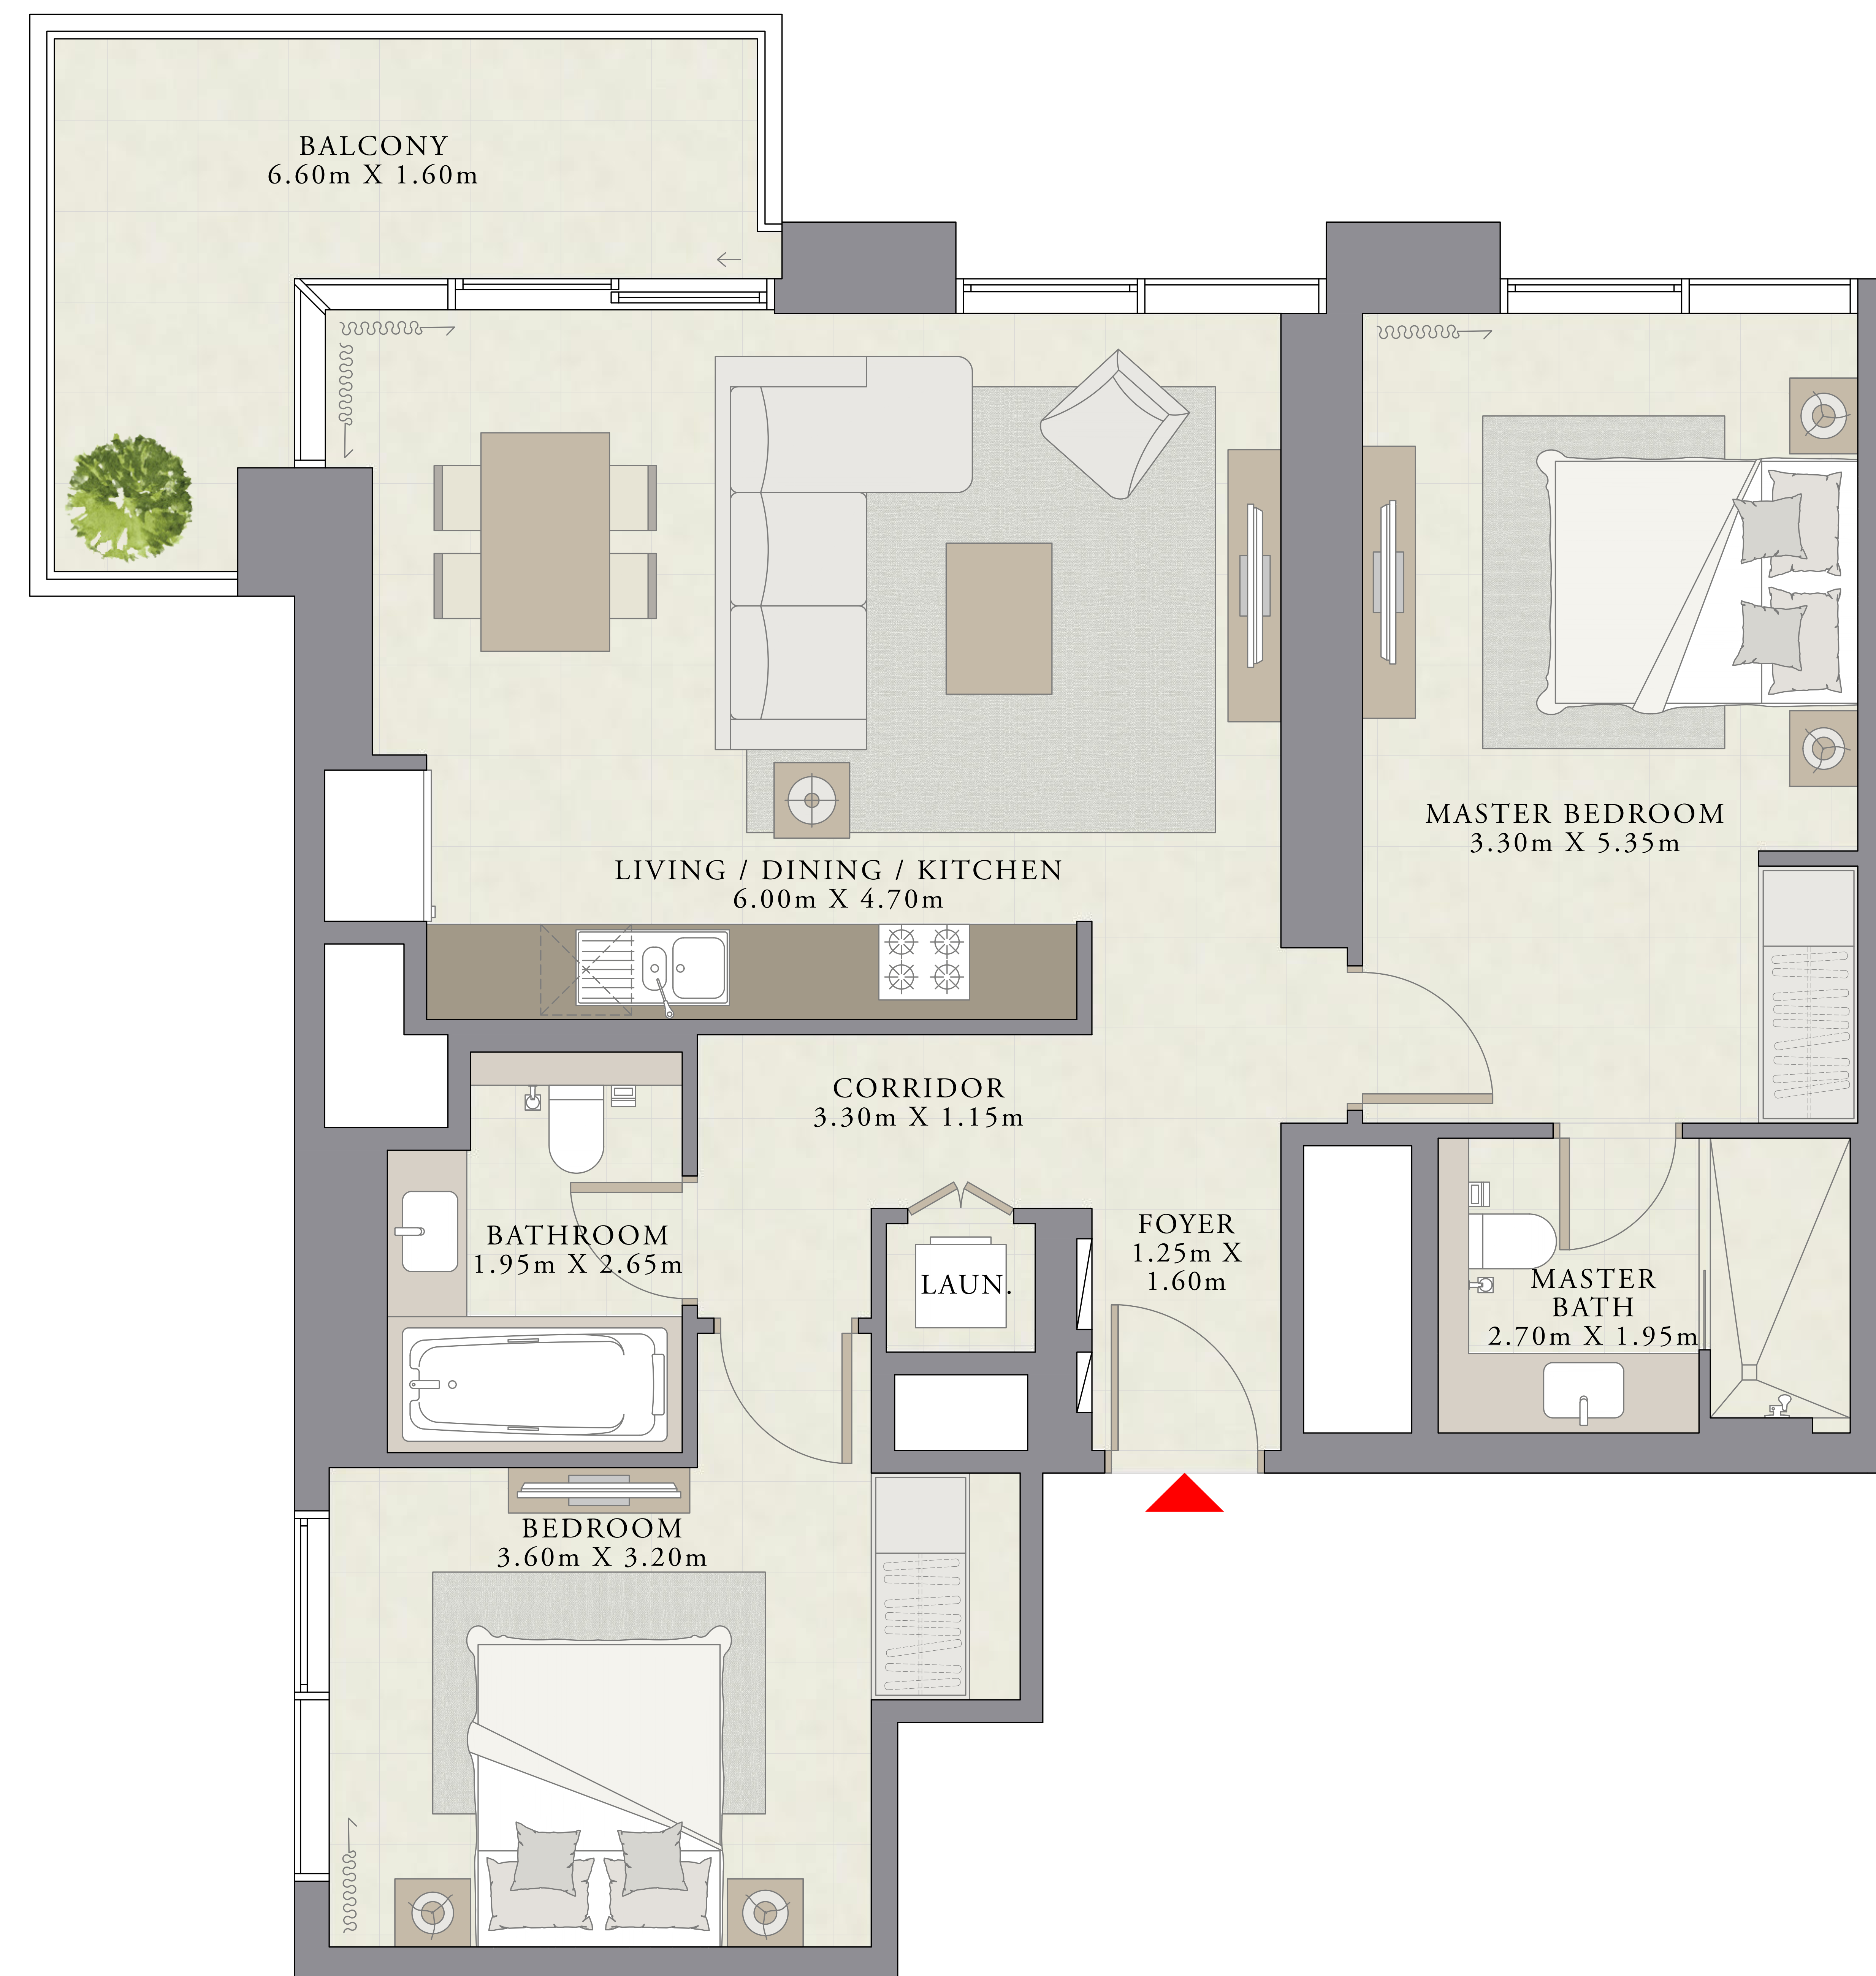 BALCONY
6.60m X 1.60m
MASTER BEDROOM
3.30m X 5.35m
LIVING / DINING / KITCHEN
6.00m X 4.70m
CORRIDOR
3.30m X 1.15m
FOYER
1.25m X
1.60m
BATHROOM
1.95m X 2.65m
LAUN.
MASTER
BATH
2.70m X 1.95m
BEDROOM
3.60m X 3.20m